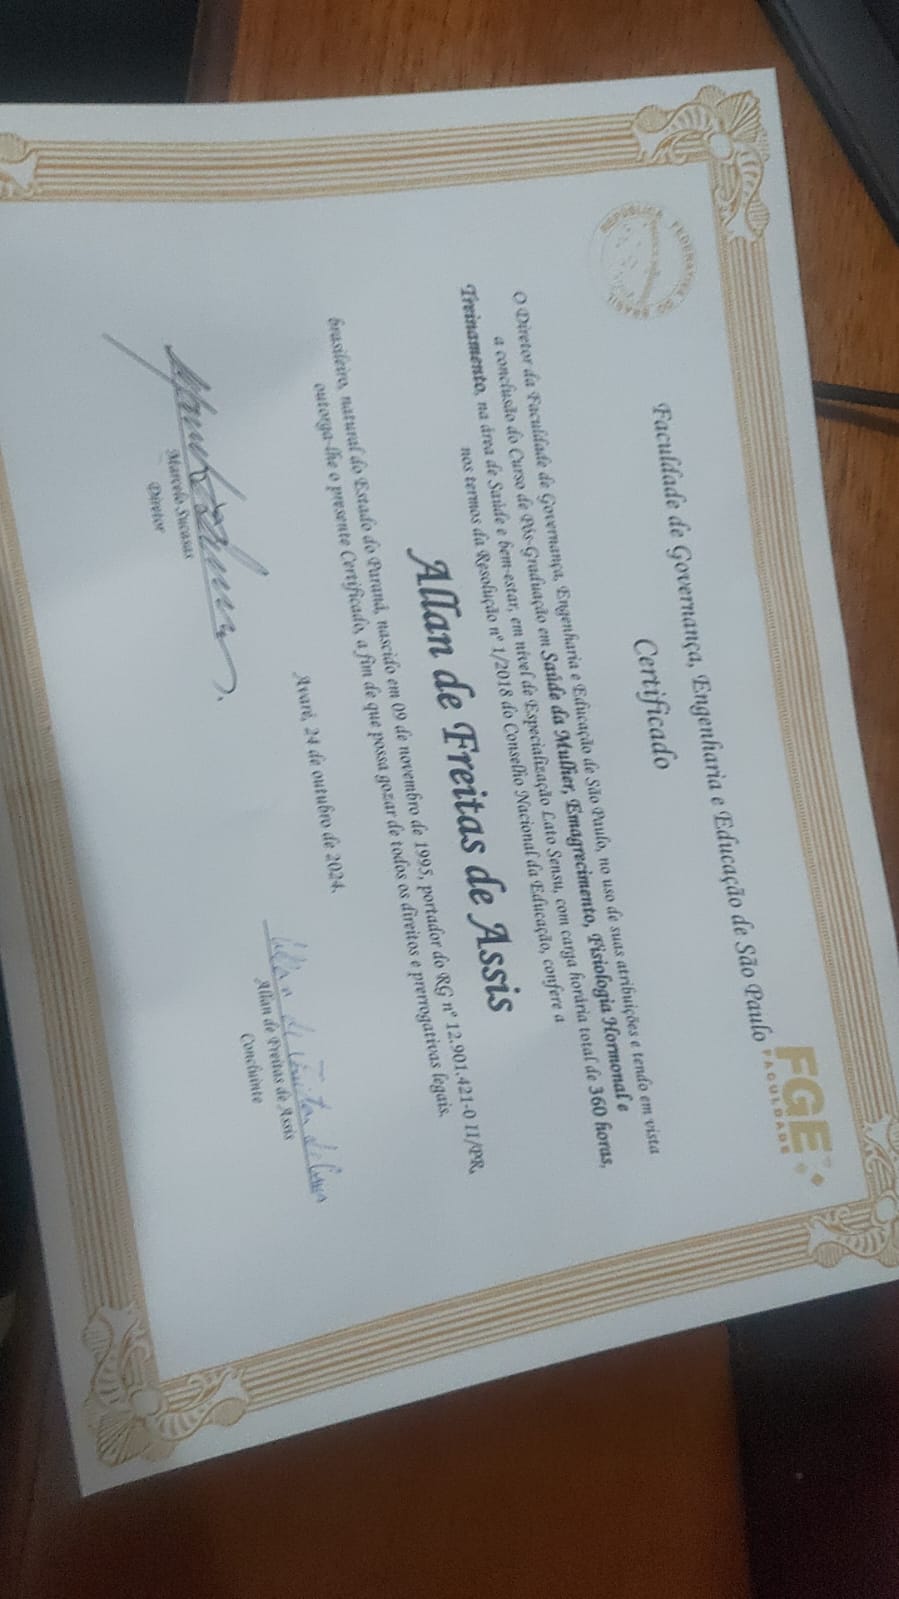 FGE
FACULDADE
Faculdade de Governança, Engenharia e Educação de São Paulo
Certificado
O Diretor da Faculdade de Governança, Engenharia e Educação de São Paulo, no uso de suas atribuições e tendo em vista
a conclusão do Curso de Pós-Graduação em Saúde da Mulher, Emagrecimento, Fisiologia Hormonal e
Treinamento, na área de Saúde e bem-estar, em nível de Especialização Lato Sensu, com carga horária total de 360 horas,
nos termos da Resolução nº 1/2018 do Conselho Nacional da Educação, confere a
Allan de Freitas de Assis
brasileiro, natural do Estado do Paraná, nascido em 09 de novembro de 1995, portador do RG nº 12.901.421-0 II/PR,
outorga-lhe o presente Certificado, a fim de que possa gozar de todos os direitos e prerrogativas legais.
Avaré, 24 de outubro de 2024.
Marcelo Sucasas
Diretor
Allan de Freitas de Assis
Concluinte